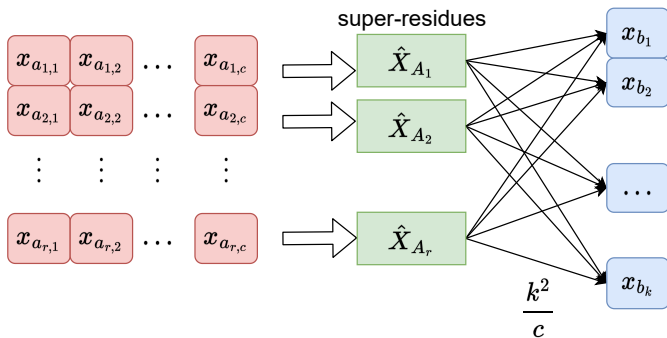 super-residues
x_{a_{1,1}} x_{a_{1,2}} ... x_{a_{1,c}} \hat{X}_{A_1} x_{b_1}
x_{a_{2,1}} x_{a_{2,2}} ... x_{a_{2,c}} \hat{X}_{A_2} x_{b_2}
⋮ ⋮ ⋮ ⋮ ...
x_{a_{r,1}} x_{a_{r,2}} ... x_{a_{r,c}} \hat{X}_{A_r} x_{b_k}
\frac{k^2}{c}